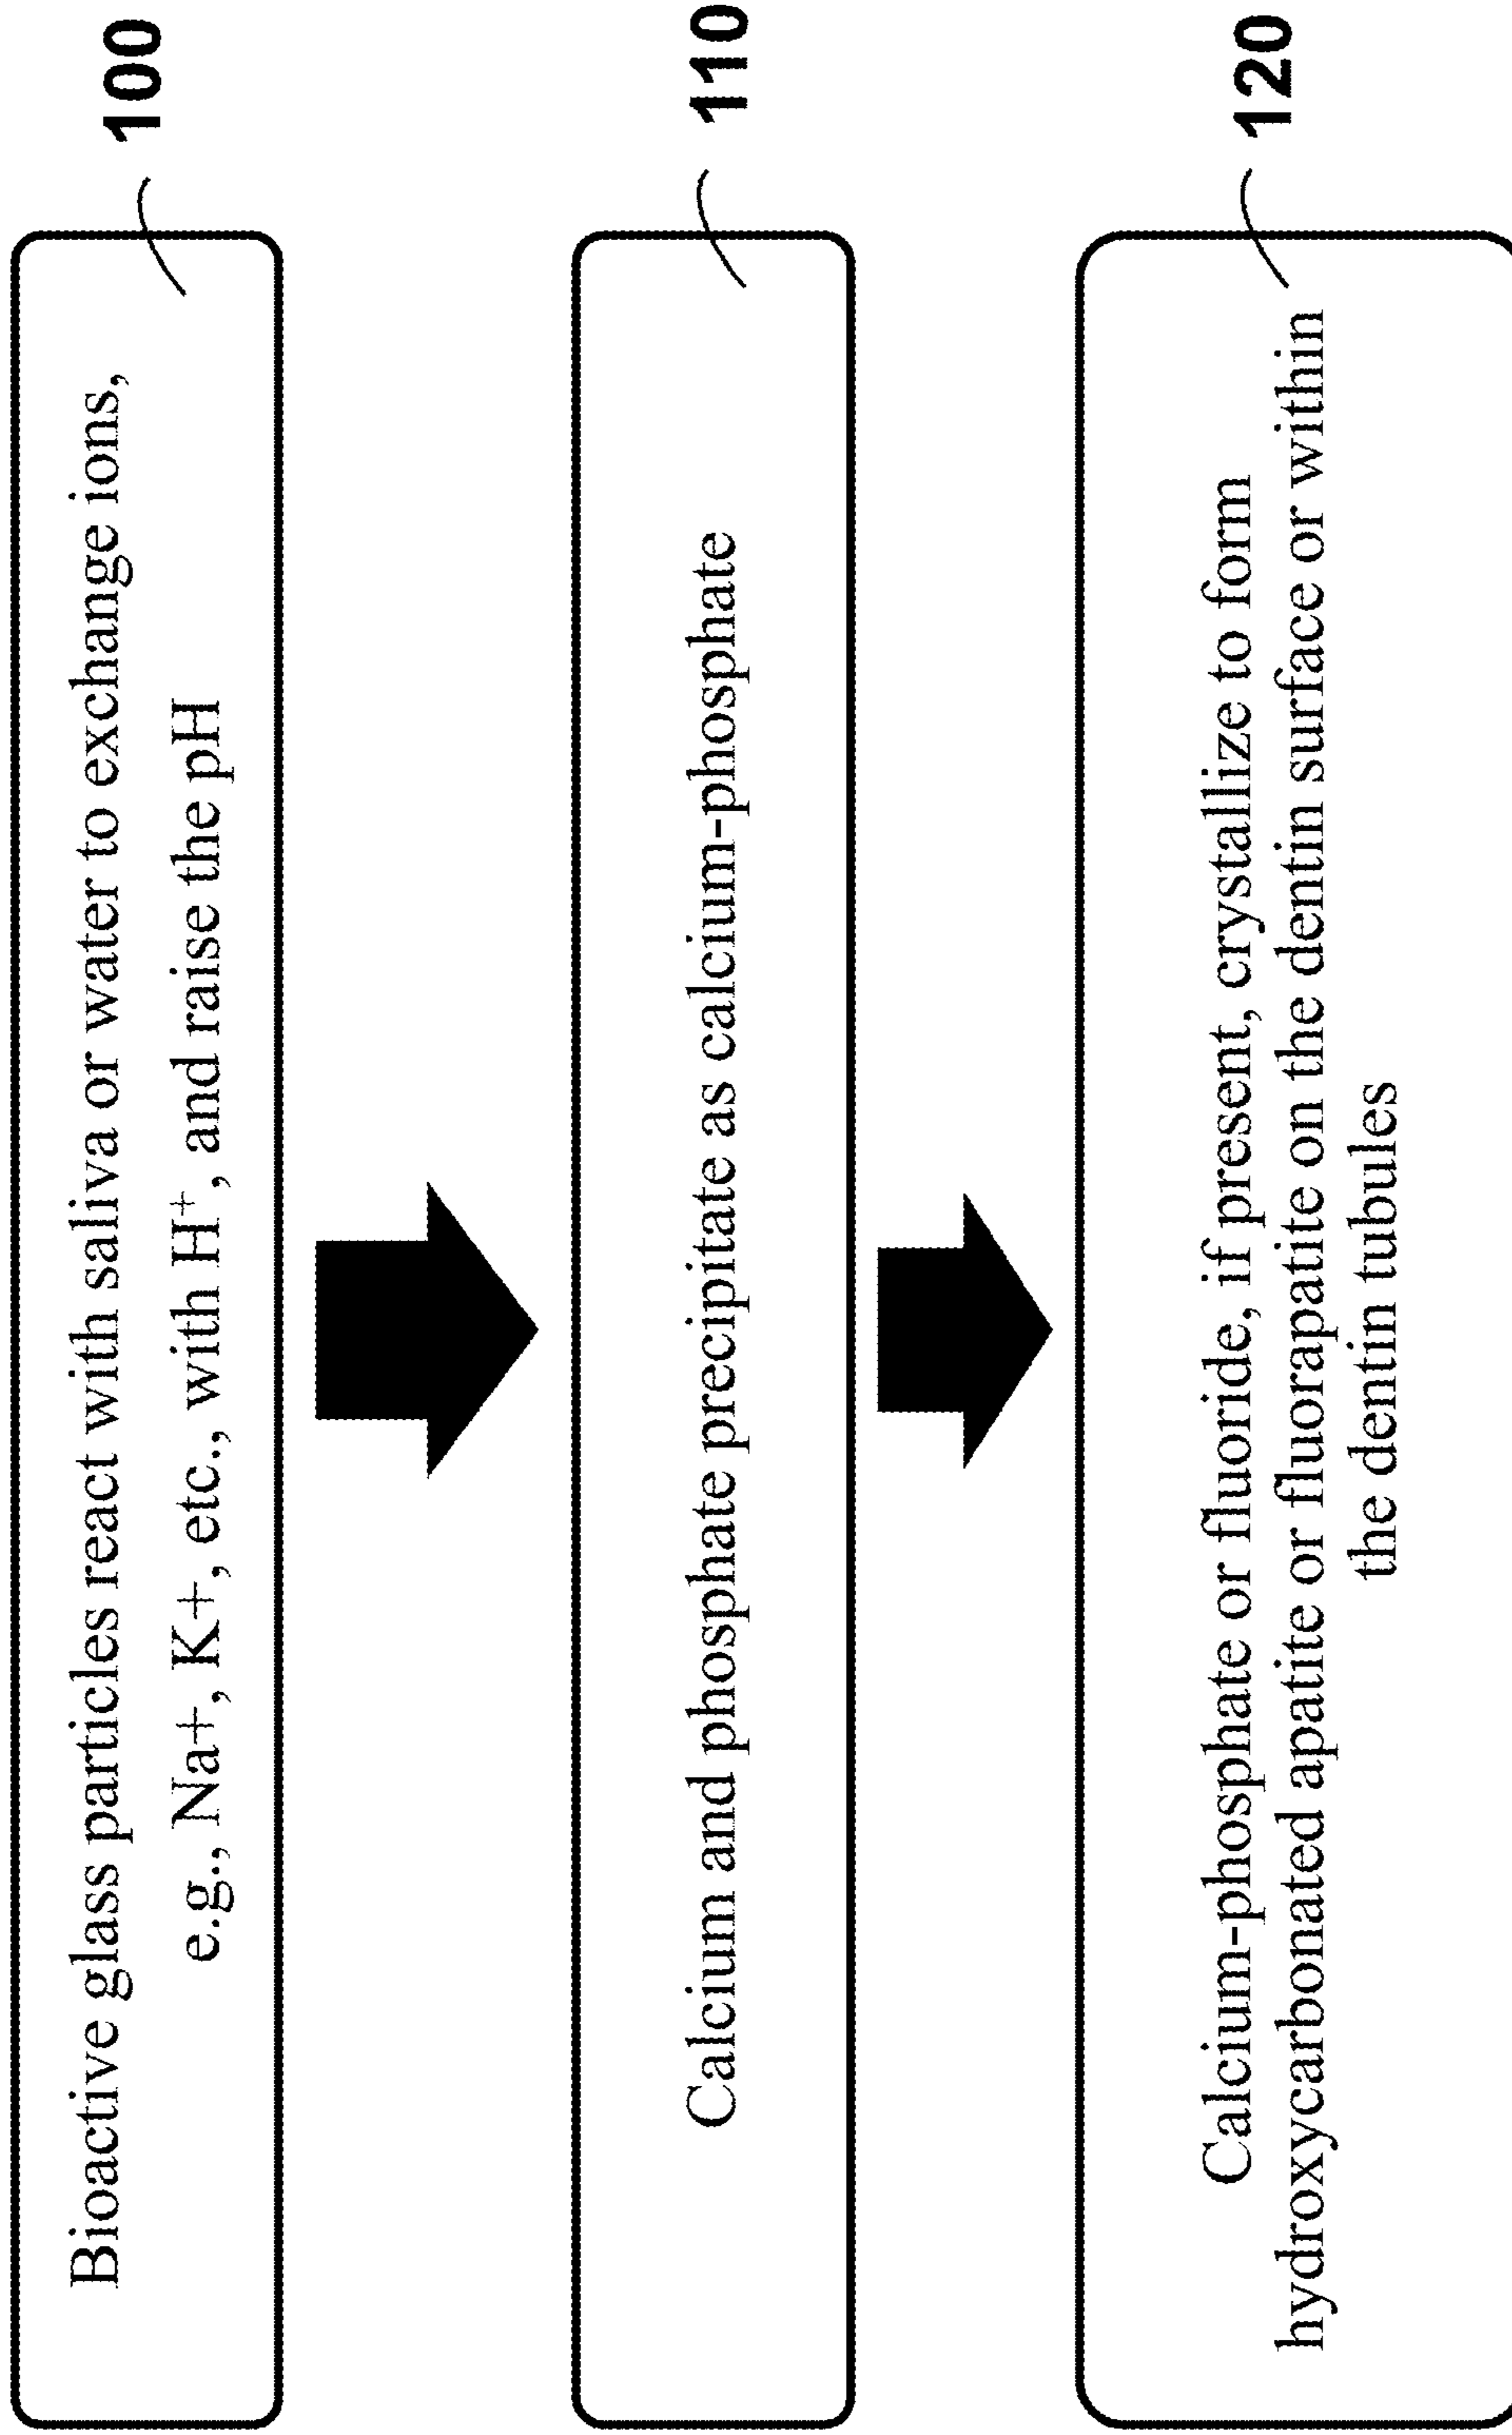 Bioactive glass particles react with saliva or water to exchange ions,
e.g., Na+, K+, etc., with H⁺, and raise the pH
100
Calcium and phosphate precipitate as calcium-phosphate
110
Calcium-phosphate or fluoride, if present, crystallize to form
hydroxycarbonated apatite or fluorapatite on the dentin surface or within
the dentin tubules
120